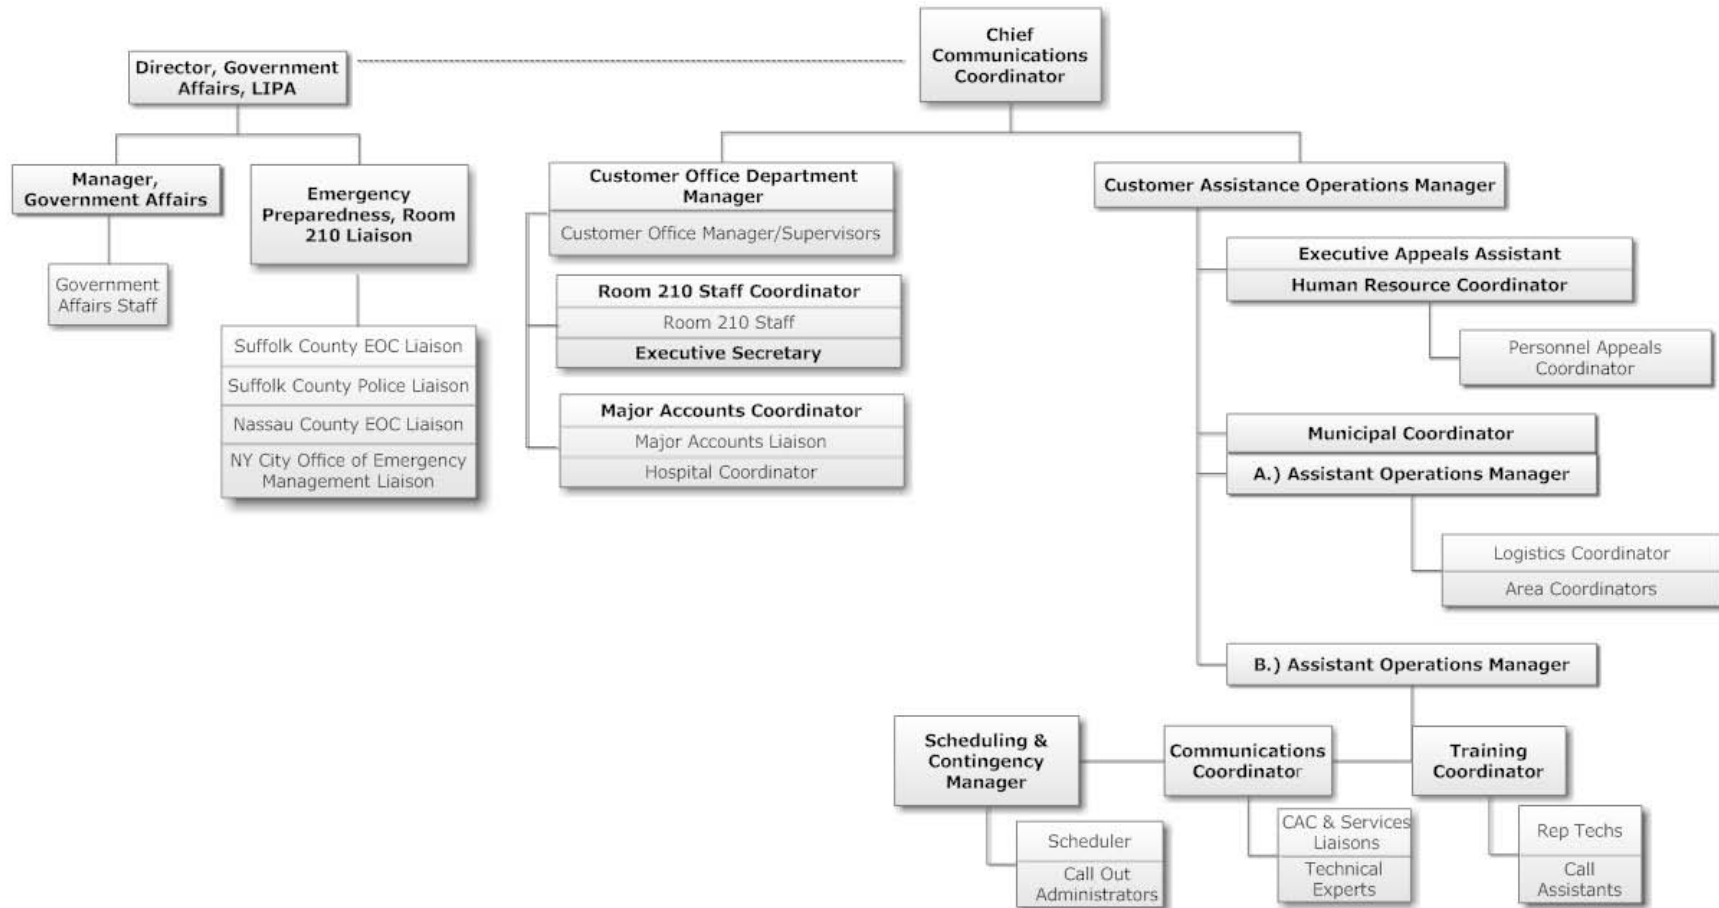 Chief
Communications
Coordinator
Director, Government
Affairs, LIPA
Manager,
Government Affairs
Emergency
Preparedness, Room
210 Liaison
Government
Affairs Staff
Suffolk County EOC Liaison
Suffolk County Police Liaison
Nassau County EOC Liaison
NY City Office of Emergency
Management Liaison
Customer Office Department
Manager
Customer Office Manager/Supervisors
Room 210 Staff Coordinator
Room 210 Staff
Executive Secretary
Major Accounts Coordinator
Major Accounts Liaison
Hospital Coordinator
Customer Assistance Operations Manager
Executive Appeals Assistant
Human Resource Coordinator
Personnel Appeals
Coordinator
Municipal Coordinator
A.) Assistant Operations Manager
Logistics Coordinator
Area Coordinators
B.) Assistant Operations Manager
Scheduling &
Contingency
Manager
Scheduler
Call Out
Administrators
Communications
Coordinator
CAC & Services
Liaisons
Technical
Experts
Training
Coordinator
Rep Techs
Call
Assistants